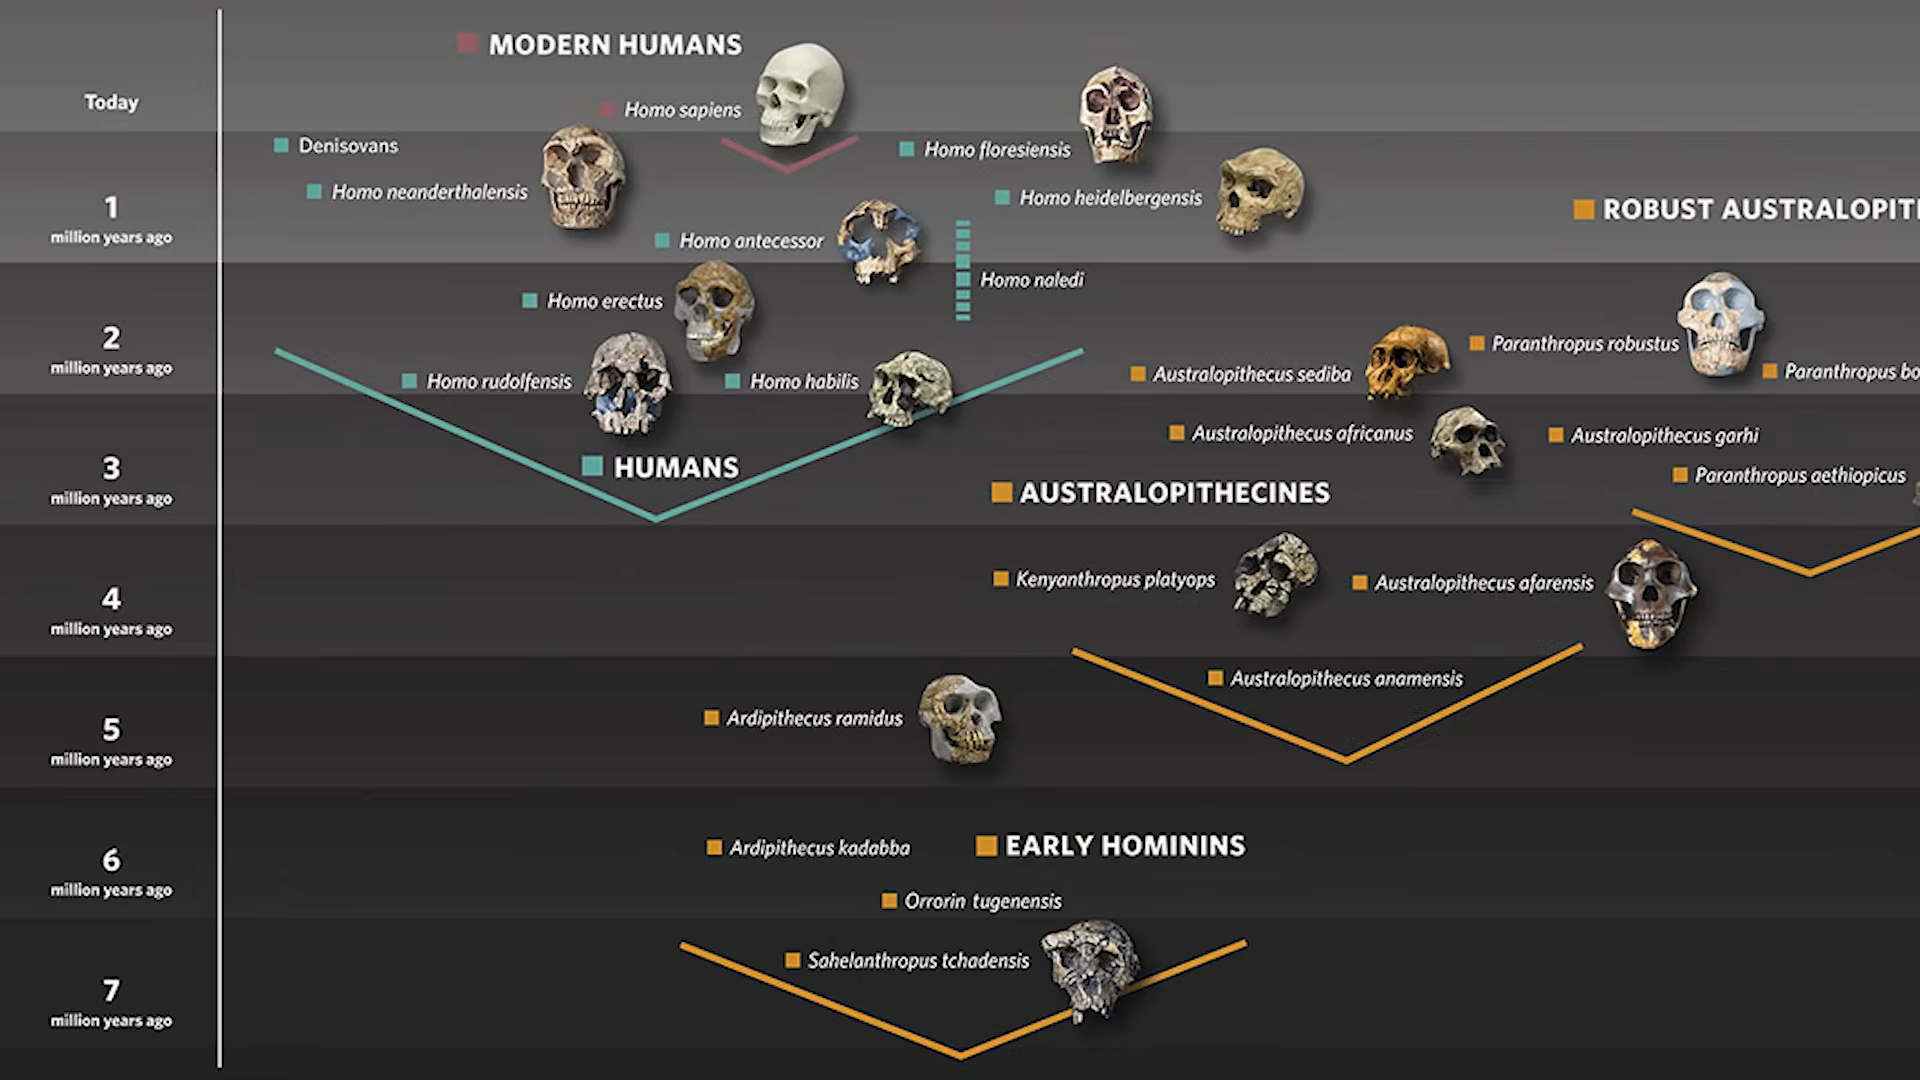 MODERN HUMANS
Today
Homo sapiens
Denisovans
Homo floresiensis
Homo neanderthalensis
Homo heidelbergensis
1
million years ago
ROBUST AUSTRALOPIT
Homo antecessor
Homo naledi
Homo erectus
2
million years ago
Paranthropus robustus
Australopithecus sediba
Paranthropus bo
Homo rudolfensis
Homo habilis
Australopithecus africanus
Australopithecus garhi
3
million years ago
HUMANS
Paranthropus aethiopicus
AUSTRALOPITHECINES
Kenyanthropus platyops
Australopithecus afarensis
4
million years ago
Australopithecus anamensis
Ardipithecus ramidus
5
million years ago
Ardipithecus kadabba
EARLY HOMININS
6
million years ago
Orrorin tugenensis
Sahelanthropus tchadensis
7
million years ago